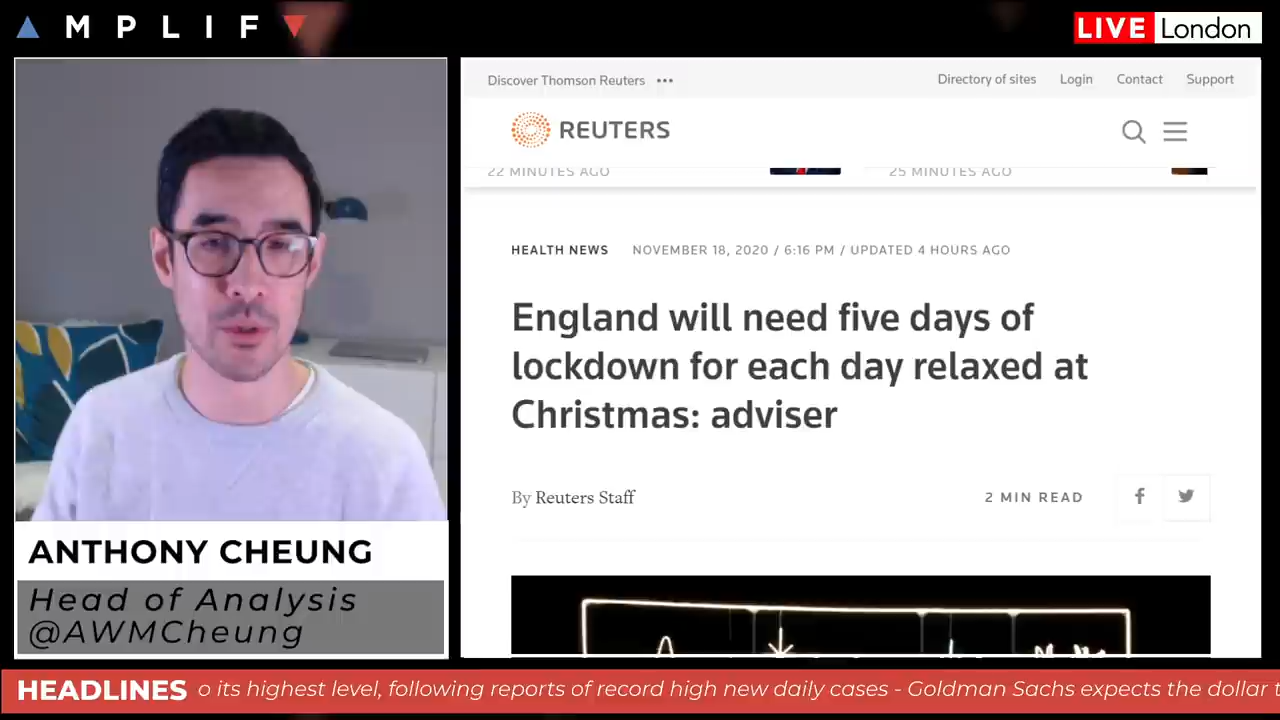 MPLIF
LIVE London
Discover Thomson Reuters •••
Directory of sites Login Contact Support
REUTERS
22 MINUTES AGO
25 MINUTES AGO
HEALTH NEWS NOVEMBER 18, 2020 / 6:16 PM / UPDATED 4 HOURS AGO
England will need five days of
lockdown for each day relaxed at
Christmas: adviser
By Reuters Staff
2 MIN READ
ANTHONY CHEUNG
Head of Analysis
@AWMCheung
HEADLINES o its highest level, following reports of record high new daily cases - Goldman Sachs expects the dollar t